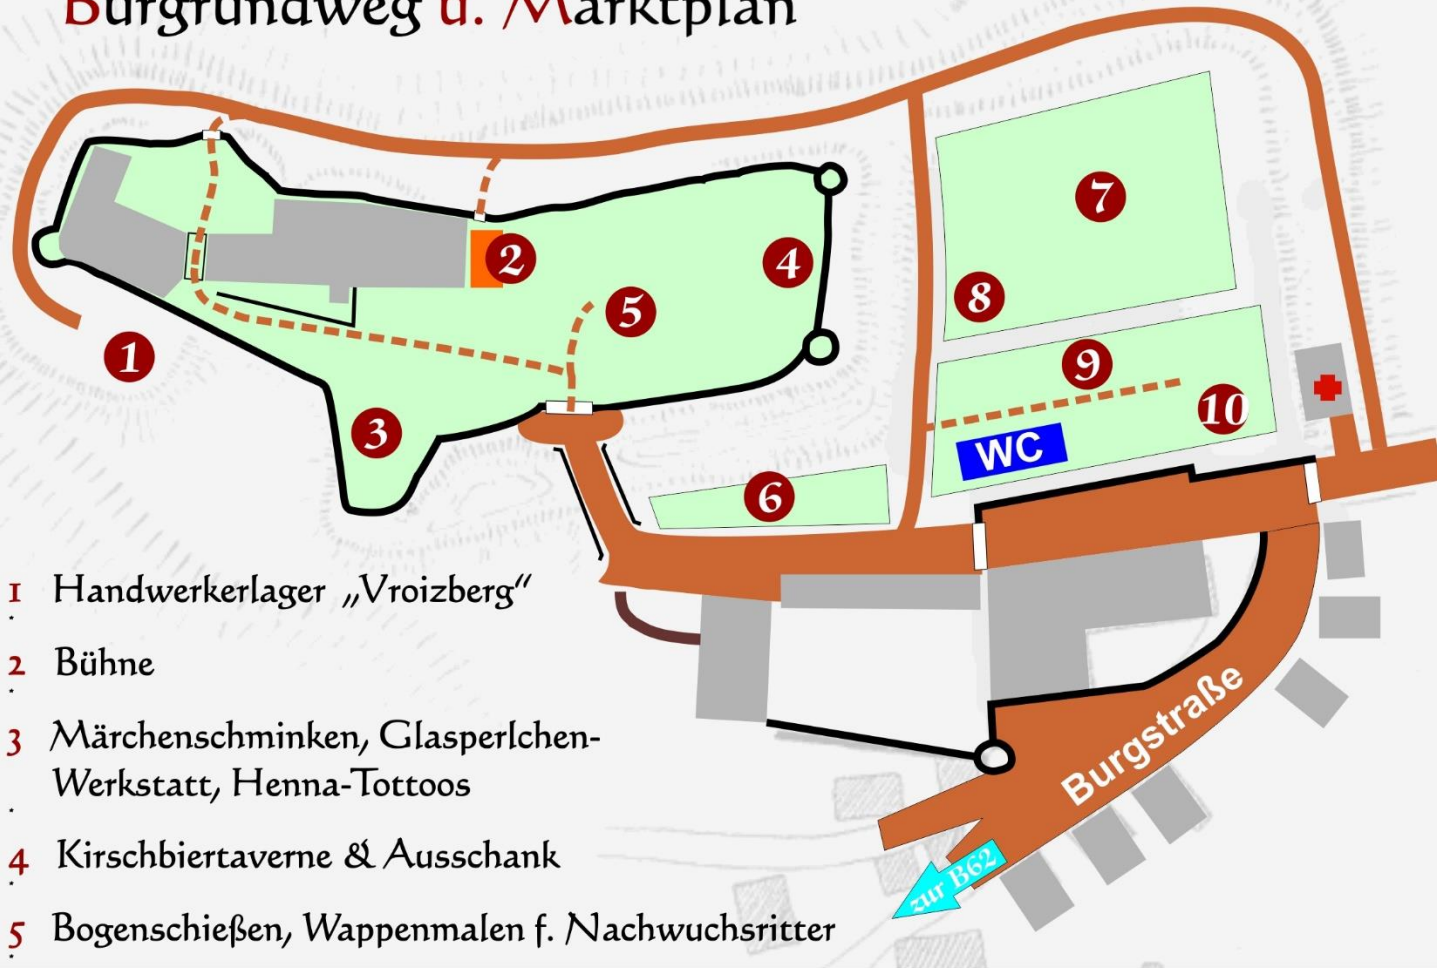 Burgrundweg u. Marktplan
7
2
4
5
8
1
9
10
3
WC
6
1 Handwerkerlager „Vroizberg“
2 Bühne
3 Märchenschminken, Glasperlchen-
Werkstatt, Henna-Tottoos
4 Kirschbiertaverne & Ausschank
5 Bogenschießen, Wappenmalen f. Nachwuchsritter
Burgstraße
zur B62